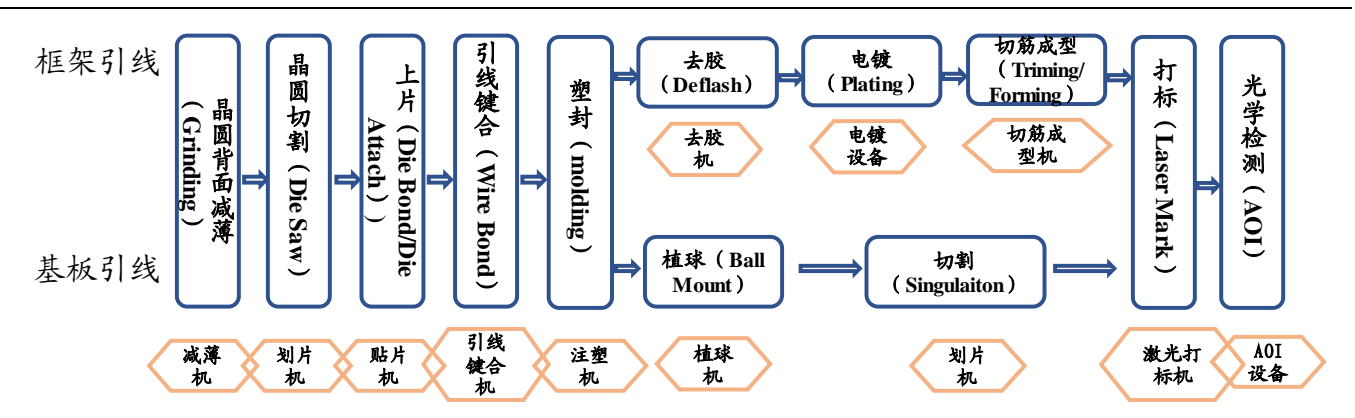 框架引线
基板引线
晶圆背面减薄
(Grinding)
晶圆切割(Die Saw)
上片(Die Bond/Die
Attach))
引线键合(Wire Bond)
塑封(molding)
去胶
(Deflash)
电镀
(Plating)
切筋成型
(Triming/
Forming)
去胶
机
电镀
设备
切筋成
型机
植球(Ball
Mount)
切割
(Singulaiton)
打标(Laser Mark)
光学检测(AOI)
减薄
机
划片
机
贴片
机
引线
键合
机
注塑
机
植球
机
划片
机
激光打
标机
AOI
设备